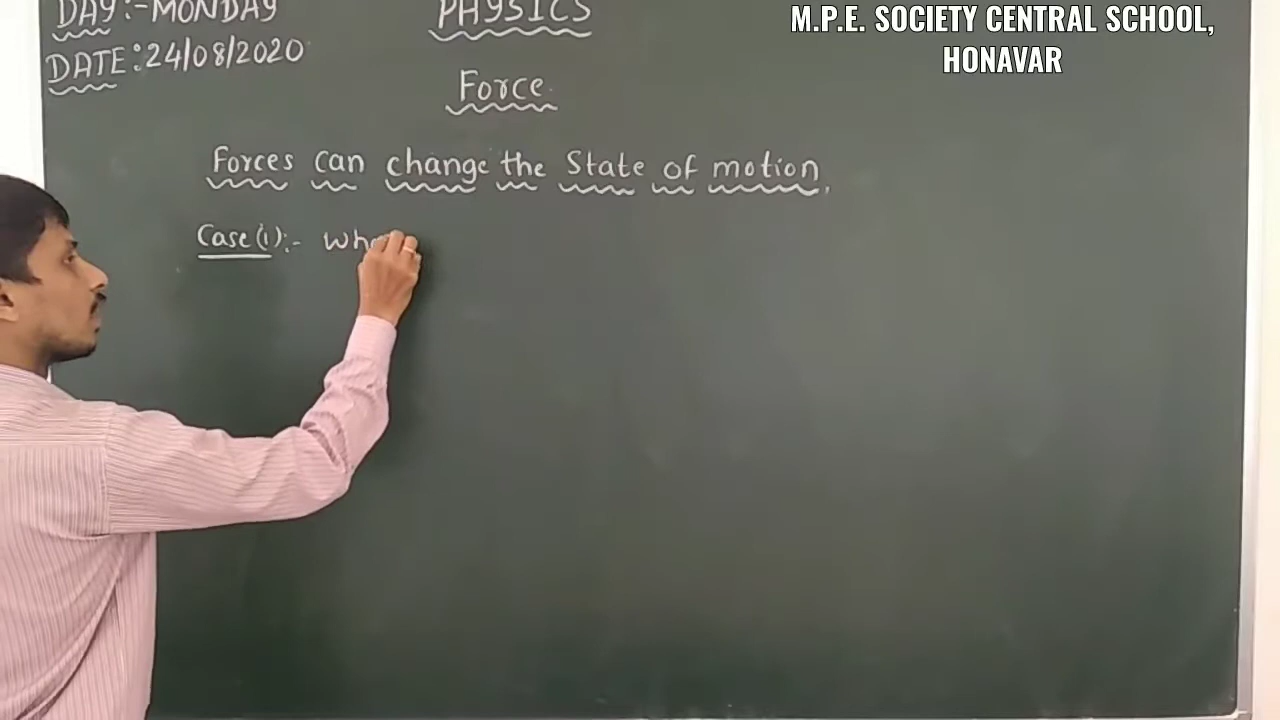 DAY:-MONDAY
PHYSICS
M.P.E. SOCIETY CENTRAL SCHOOL,
HONAVAR
DATE:24/08/2020
Force
Forces can change the State of motion.
Case(1):-